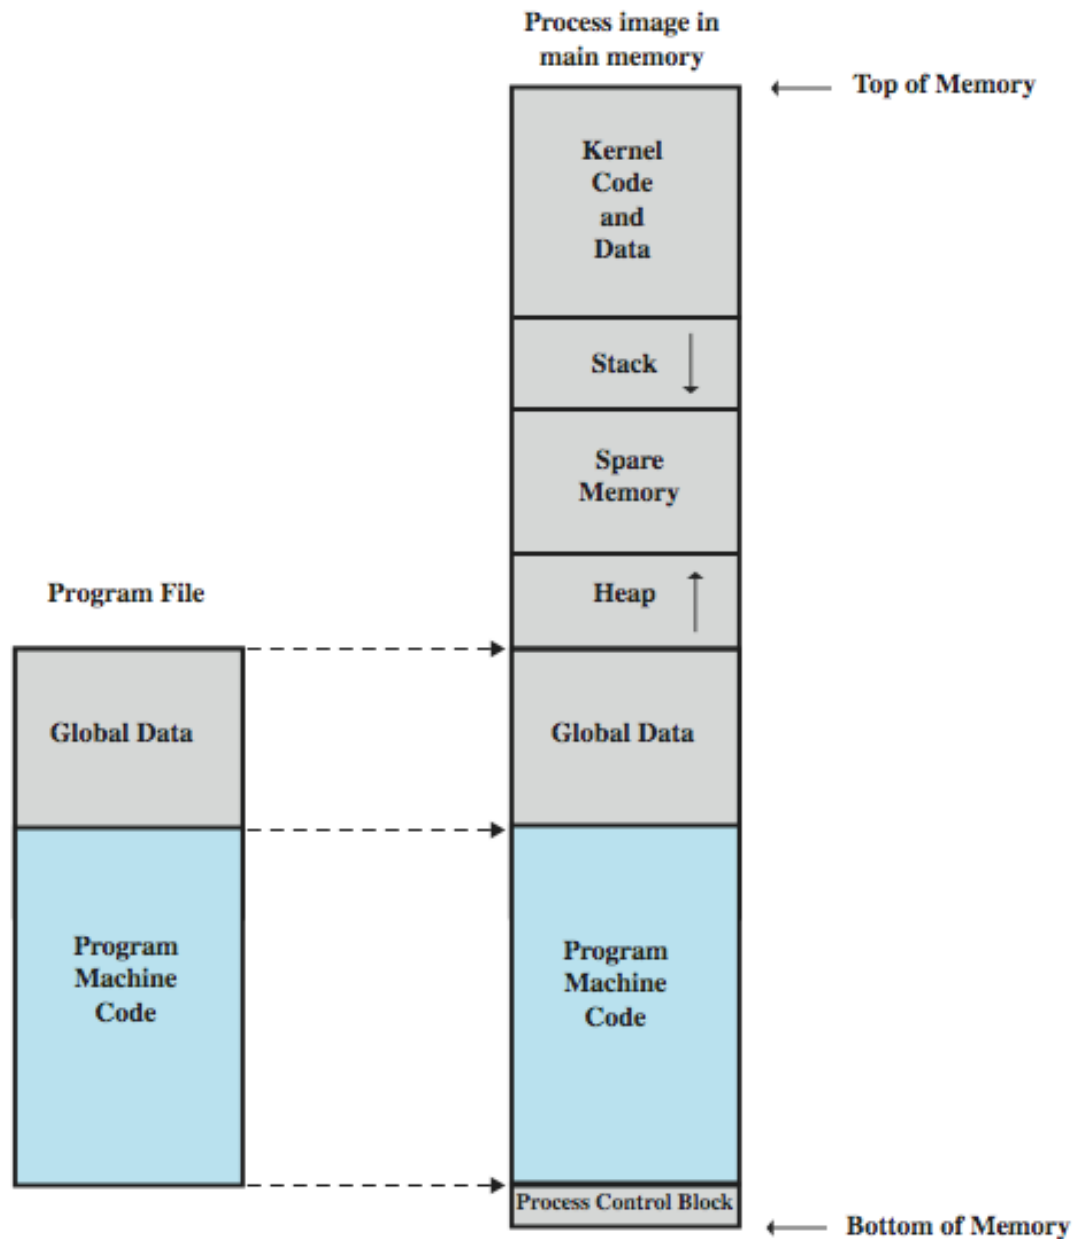 Process image in
main memory
Top of Memory
Kernel
Code
and
Data
Stack
Spare
Memory
Heap
Program File
Global Data
Global Data
Program
Machine
Code
Program
Machine
Code
Process Control Block
Bottom of Memory